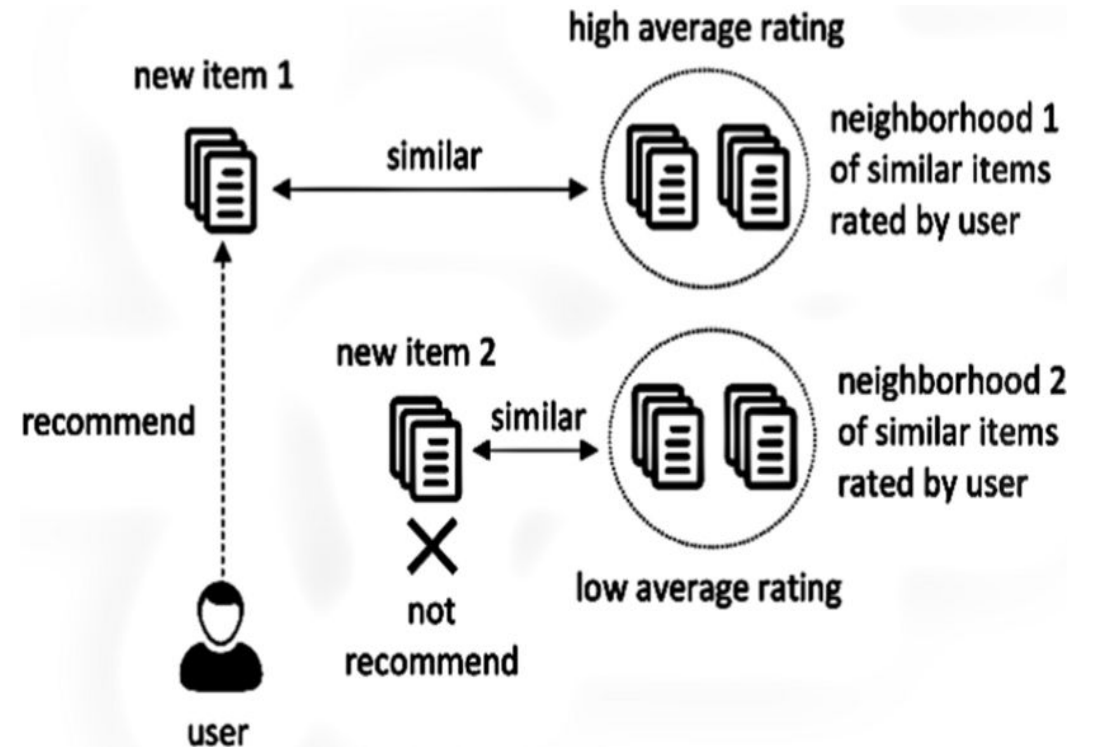 high average rating
new item 1
similar
neighborhood 1
of similar items
rated by user
new item 2
similar
neighborhood 2
of similar items
rated by user
recommend
not
recommend
low average rating
user